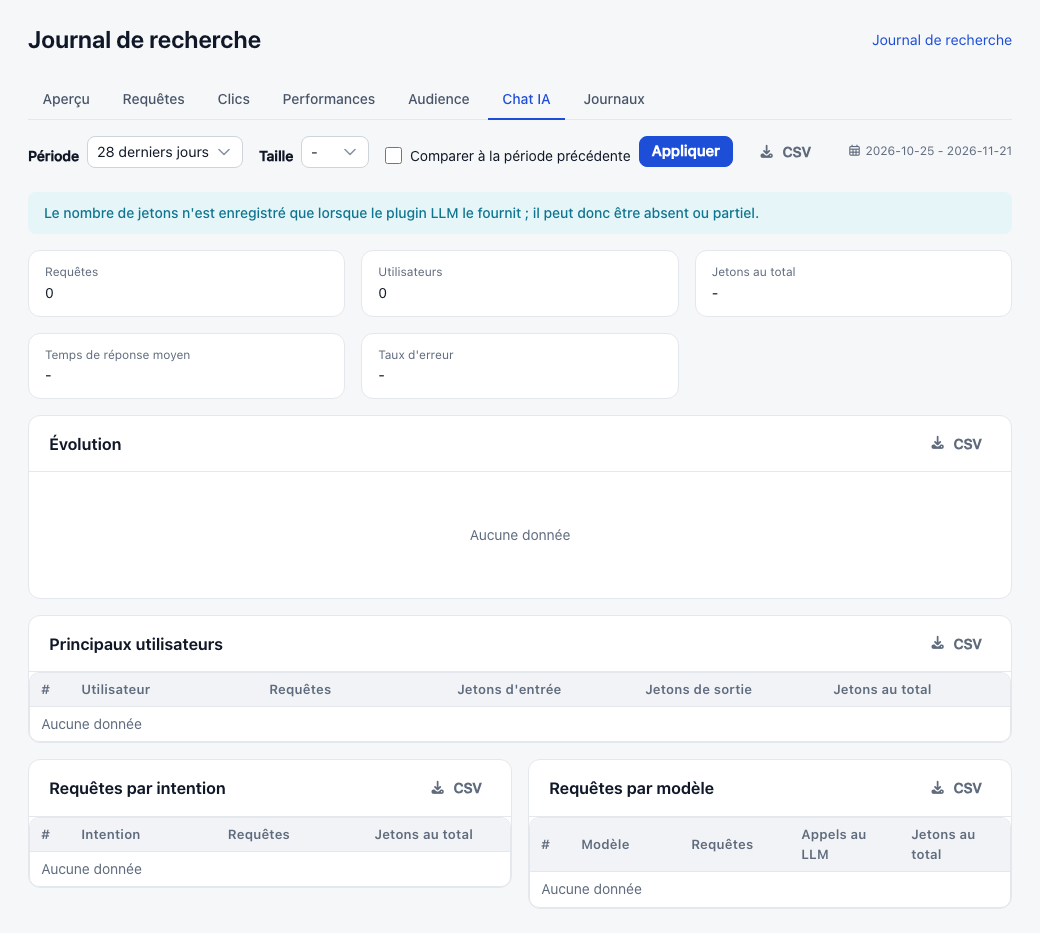 Journal de recherche
Journal de recherche
Aperçu Requêtes Clics Performances Audience Chat IA Journaux
Période 28 derniers jours Taille - Comparer à la période précédente Appliquer CSV 2026-10-25 - 2026-11-21
Le nombre de jetons n'est enregistré que lorsque le plugin LLM le fournit ; il peut donc être absent ou partiel.
Requêtes
0
Utilisateurs
0
Jetons au total
-
Temps de réponse moyen
-
Taux d'erreur
-
Évolution CSV
Aucune donnée
Principaux utilisateurs CSV
# Utilisateur Requêtes Jetons d'entrée Jetons de sortie Jetons au total
Aucune donnée
Requêtes par intention CSV
# Intention Requêtes Jetons au total
Aucune donnée
Requêtes par modèle CSV
# Modèle Requêtes Appels au LLM Jetons au total
Aucune donnée